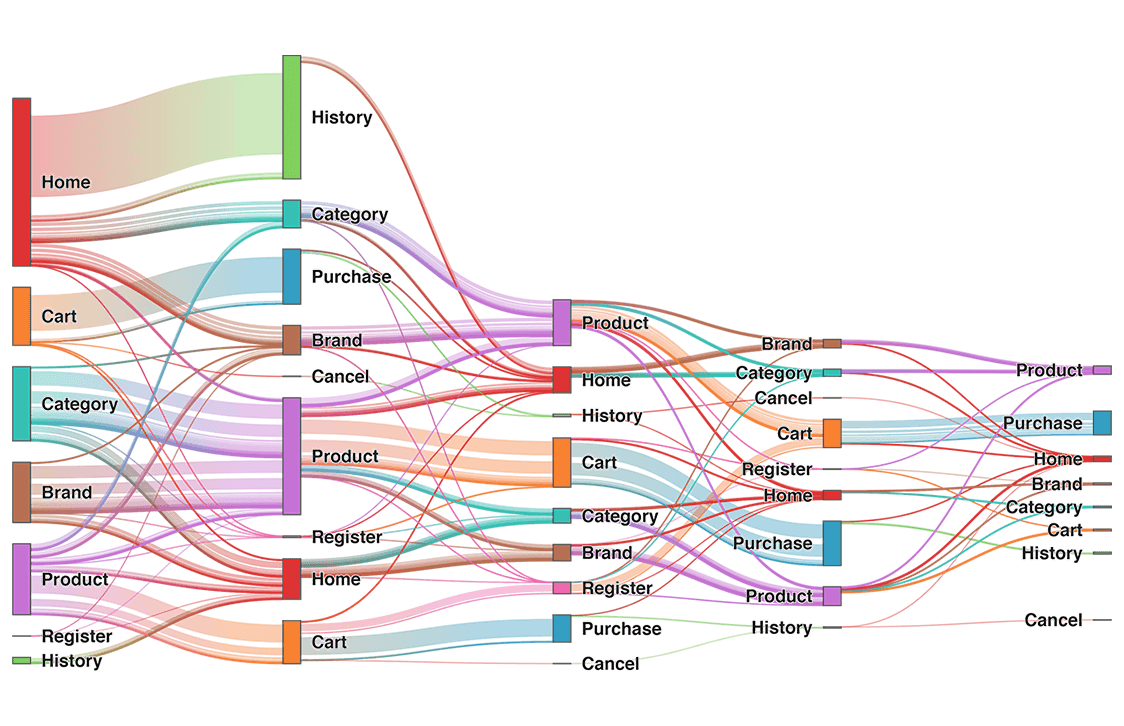 Home
Cart
Category
Brand
Product
Register
History
History
Category
Purchase
Brand
Cancel
Product
Register
Home
Cart
Product
Home
History
Cart
Category
Brand
Register
Purchase
Cancel
Brand
Category
Cancel
Cart
Register
Home
Purchase
Product
History
Product
Purchase
Home
Brand
Category
Cart
History
Cancel